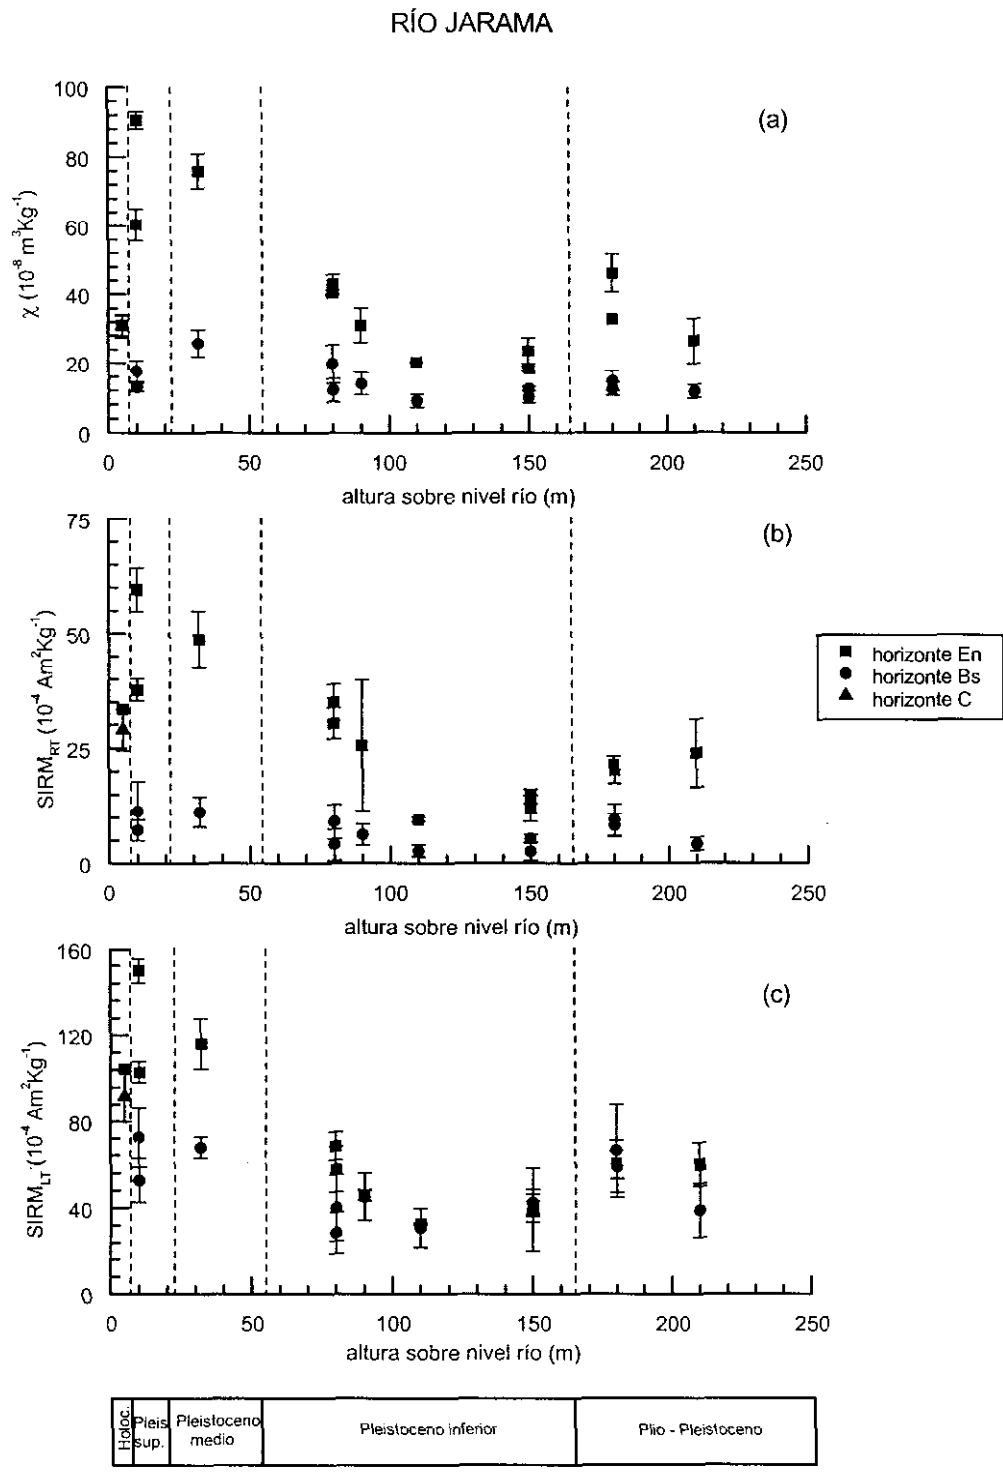 RÍO JARAMA
(a)
100
80
60
40
20
0
χ (10⁻⁸ m³Kg⁻¹)
0 50 100 150 200 250
altura sobre nivel río (m)
(b)
75
50
25
0
SIRM_RT (10⁻⁴ Am²Kg⁻¹)
0 50 100 150 200 250
altura sobre nivel río (m)
horizonte En
horizonte Bs
horizonte C
(c)
160
120
80
40
0
SIRM_LT (10⁻⁴ Am²Kg⁻¹)
0 50 100 150 200 250
altura sobre nivel río (m)
Holoc.
Pleis
sup.
Pleistoceno
medio
Pleistoceno inferior
Plio - Pleistoceno